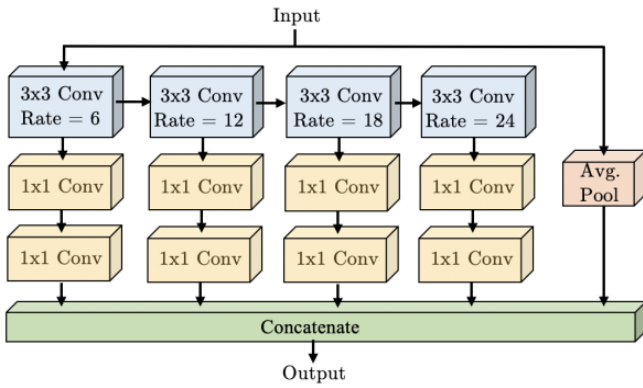 Input
3x3 Conv
Rate = 6
3x3 Conv
Rate = 12
3x3 Conv
Rate = 18
3x3 Conv
Rate = 24
1x1 Conv
1x1 Conv
1x1 Conv
1x1 Conv
Avg.
Pool
1x1 Conv
1x1 Conv
1x1 Conv
1x1 Conv
Concatenate
Output